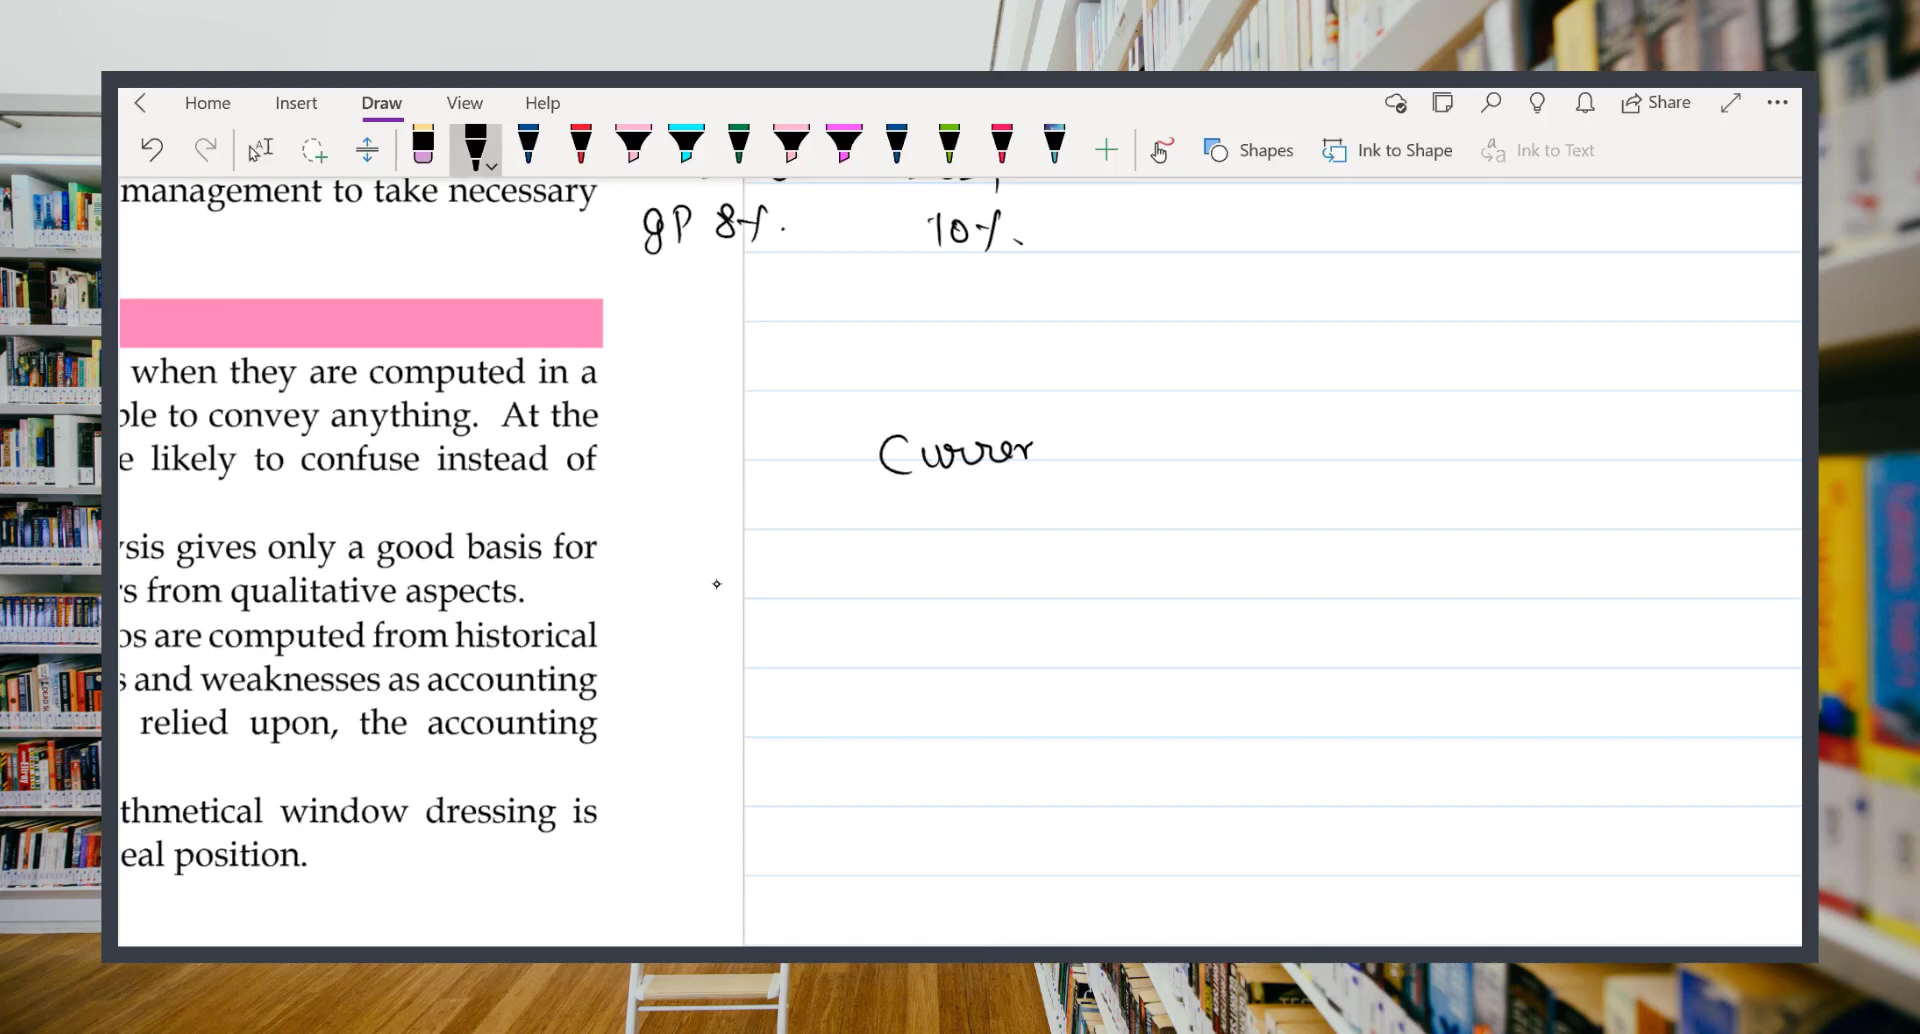 Home Insert Draw View Help Share
Shapes Ink to Shape Ink to Text
management to take necessary
gP 8%. 10%.
when they are computed in a
ble to convey anything. At the
e likely to confuse instead of
Currer
sis gives only a good basis for
s from qualitative aspects.
os are computed from historical
s and weaknesses as accounting
relied upon, the accounting
thmetical window dressing is
eal position.